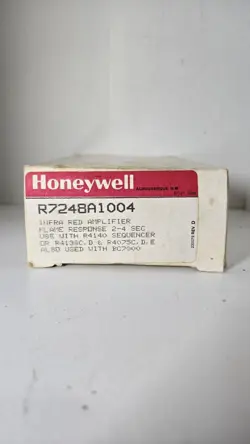 Honeywell
R7248A1004
INFRA RED AMPLIFIER
FLAME RESPONSE 2-4 SEC
USE WITH R4140 SEQUENCER
OR R4138C,D & R4075C,D,E
ALSO USED WITH BC7000